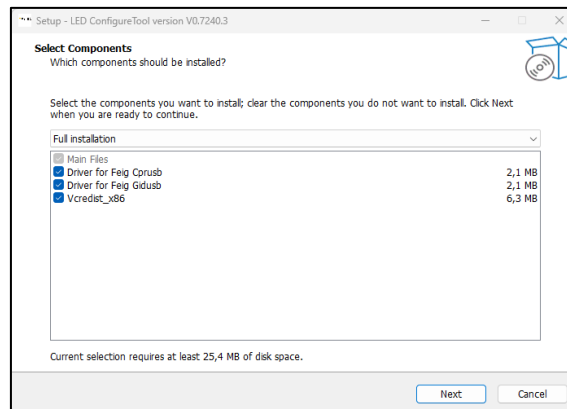 Setup - LED ConfigureTool version V0.7240.3
Select Components
Which components should be installed?
Select the components you want to install; clear the components you do not want to install. Click Next
when you are ready to continue.
Full installation
Main Files
Driver for Feig Cprusb 2,1 MB
Driver for Feig Gidusb 2,1 MB
Vcredist_x86 6,3 MB
Current selection requires at least 25,4 MB of disk space.
Next Cancel